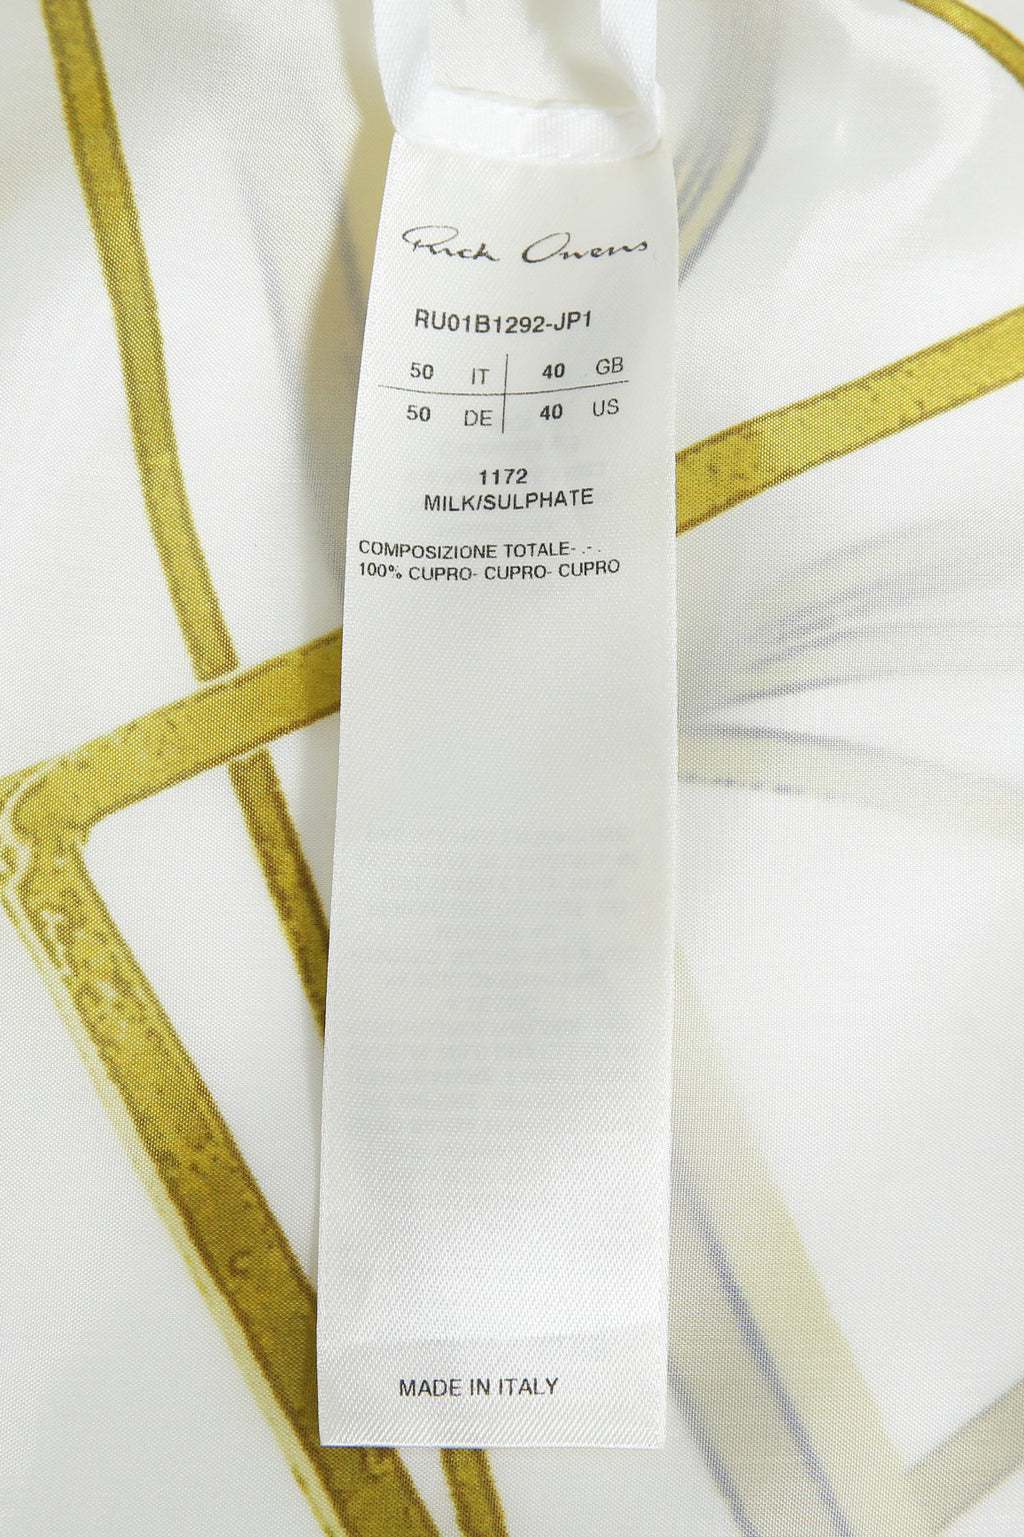 Rick Owens
RU01B1292-JP1
50 IT 40 GB
50 DE 40 US
1172
MILK/SULPHATE
COMPOSIZIONE TOTALE- .- .
100% CUPRO- CUPRO- CUPRO
MADE IN ITALY